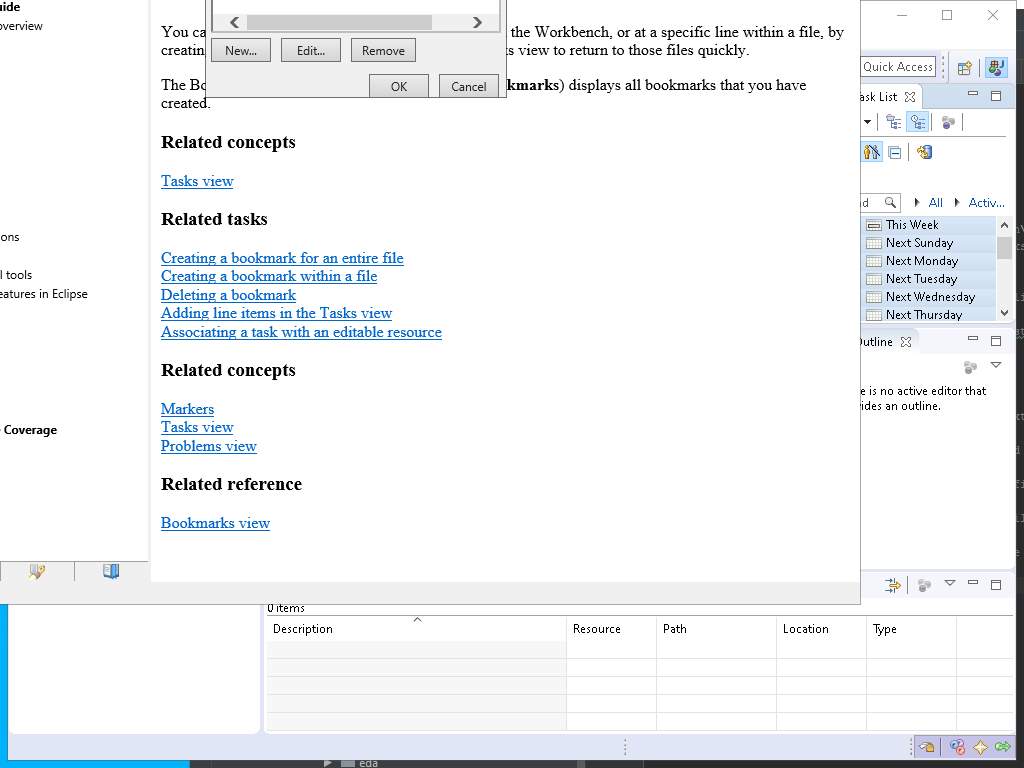 uide
overview
ons
l tools
eatures in Eclipse
Coverage
New...
Edit...
Remove
OK
Cancel
You ca
the Workbench, or at a specific line within a file, by
creatin
s view to return to those files quickly.
The Bo
kmarks) displays all bookmarks that you have
created.
Related concepts
Tasks view
Related tasks
Creating a bookmark for an entire file
Creating a bookmark within a file
Deleting a bookmark
Adding line items in the Tasks view
Associating a task with an editable resource
Related concepts
Markers
Tasks view
Problems view
Related reference
Bookmarks view
Quick Access
ask List
nd
All
Activ...
This Week
Next Sunday
Next Monday
Next Tuesday
Next Wednesday
Next Thursday
Outline
e is no active editor that
ides an outline.
0 items
Description Resource Path Location Type
eda